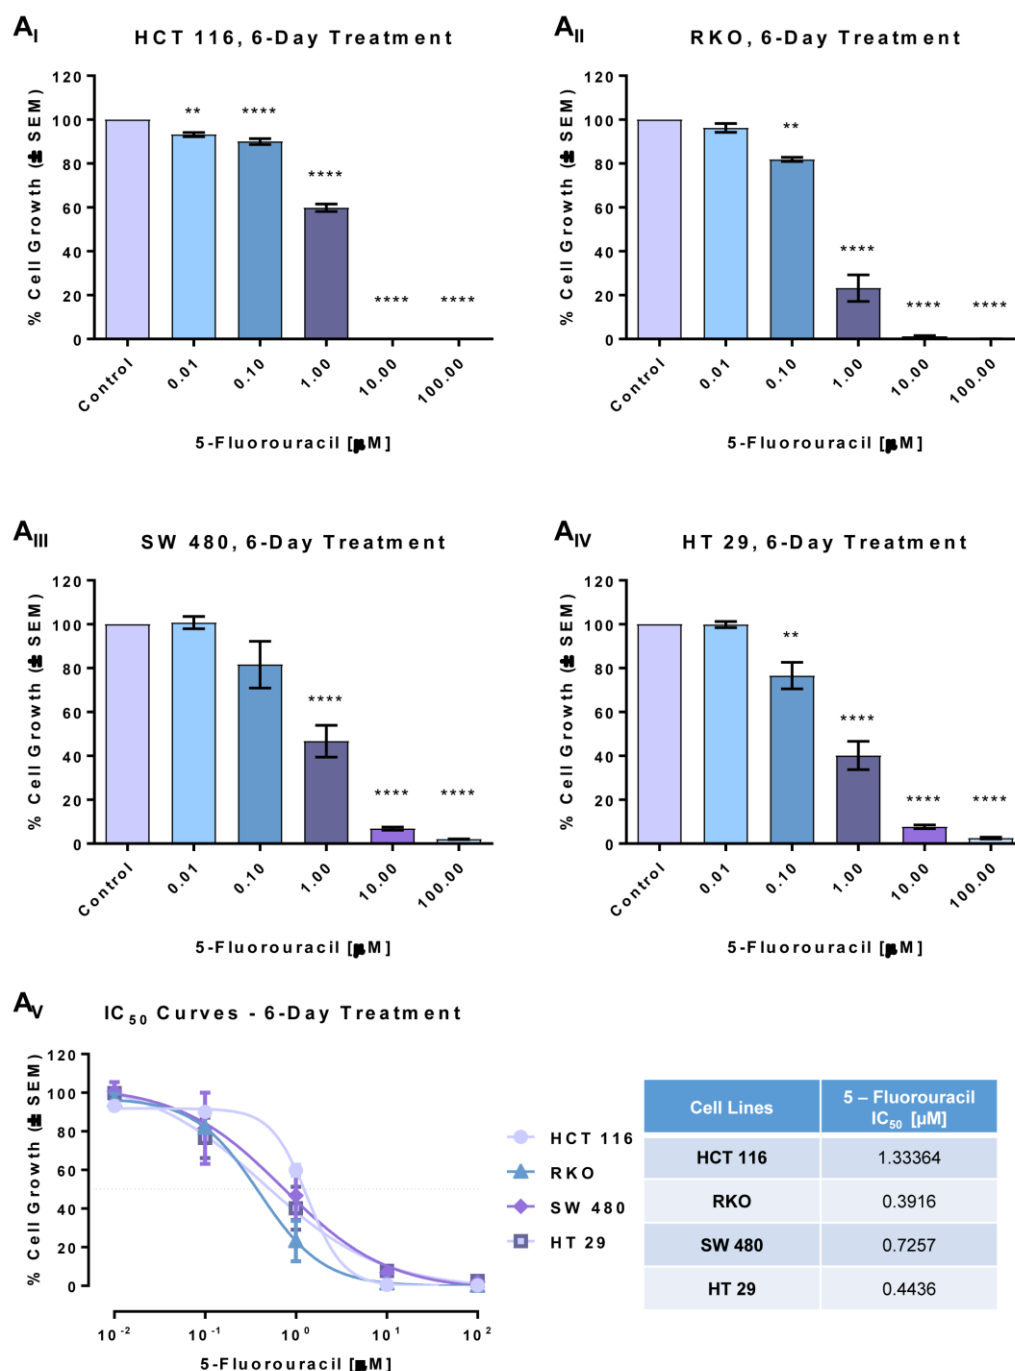 A_I HCT 116, 6-Day Treatment
% Cell Growth (± SEM)
120
100
80
60
40
20
0
** **** **** **** ****
Control 0.01 0.10 1.00 10.00 100.00
5-Fluorouracil [µM]
A_II RKO, 6-Day Treatment
% Cell Growth (± SEM)
120
100
80
60
40
20
0
** **** **** ****
Control 0.01 0.10 1.00 10.00 100.00
5-Fluorouracil [µM]
A_III SW 480, 6-Day Treatment
% Cell Growth (± SEM)
120
100
80
60
40
20
0
**** **** ****
Control 0.01 0.10 1.00 10.00 100.00
5-Fluorouracil [µM]
A_IV HT 29, 6-Day Treatment
% Cell Growth (± SEM)
120
100
80
60
40
20
0
** **** **** ****
Control 0.01 0.10 1.00 10.00 100.00
5-Fluorouracil [µM]
A_V IC50 Curves - 6-Day Treatment
% Cell Growth (± SEM)
120
100
80
60
40
20
0
10^-2 10^-1 10^0 10^1 10^2
5-Fluorouracil [µM]
HCT 116
RKO
SW 480
HT 29
Cell Lines 5 – Fluorouracil
IC50 [µM]
HCT 116 1.33364
RKO 0.3916
SW 480 0.7257
HT 29 0.4436